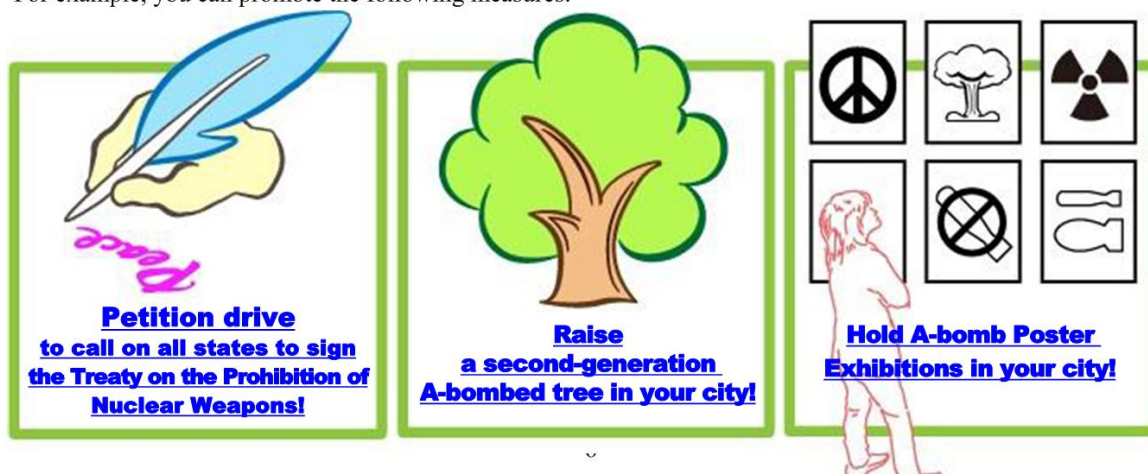 For example, you can promote the following measures.
Peace
Petition drive
to call on all states to sign
the Treaty on the Prohibition of
Nuclear Weapons!
Raise
a second-generation
A-bombed tree in your city!
Hold A-bomb Poster
Exhibitions in your city!